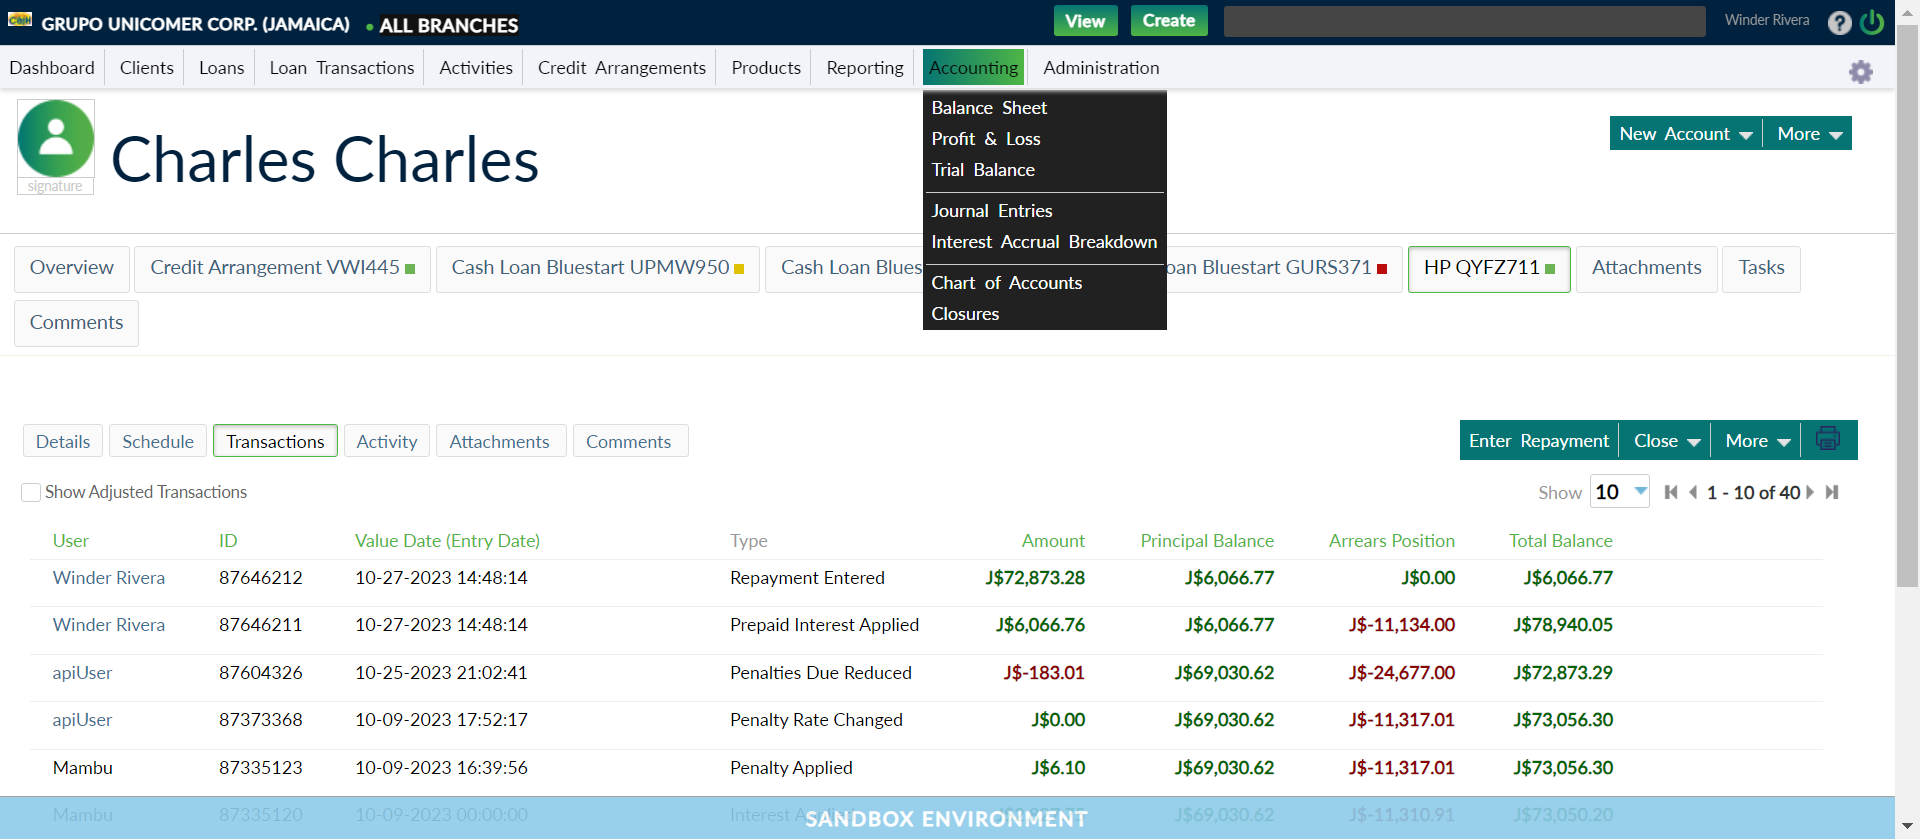 Cash GRUPO UNICOMER CORP. (JAMAICA) • ALL BRANCHES View Create Winder Rivera ?
Dashboard Clients Loans Loan Transactions Activities Credit Arrangements Products Reporting Accounting Administration
Balance Sheet
Profit & Loss
Trial Balance
Journal Entries
Interest Accrual Breakdown
Chart of Accounts
Closures
signature
Charles Charles
New Account More
Overview Credit Arrangement VWI445 Cash Loan Bluestart UPMW950 Cash Loan Blues oan Bluestart GURS371 HP QYFZ711 Attachments Tasks
Comments
Details Schedule Transactions Activity Attachments Comments Enter Repayment Close More
Show Adjusted Transactions Show 10 1 - 10 of 40
User ID Value Date (Entry Date) Type Amount Principal Balance Arrears Position Total Balance
Winder Rivera 87646212 10-27-2023 14:48:14 Repayment Entered J$72,873.28 J$6,066.77 J$0.00 J$6,066.77
Winder Rivera 87646211 10-27-2023 14:48:14 Prepaid Interest Applied J$6,066.76 J$6,066.77 J$-11,134.00 J$78,940.05
apiUser 87604326 10-25-2023 21:02:41 Penalties Due Reduced J$-183.01 J$69,030.62 J$-24,677.00 J$72,873.29
apiUser 87373368 10-09-2023 17:52:17 Penalty Rate Changed J$0.00 J$69,030.62 J$-11,317.01 J$73,056.30
Mambu 87335123 10-09-2023 16:39:56 Penalty Applied J$6.10 J$69,030.62 J$-11,317.01 J$73,056.30
Mambu 87335120 10-09-2023 00:00:00 Interest J$69,030.62 J$-11,310.91 J$73,050.20
SANDBOX ENVIRONMENT